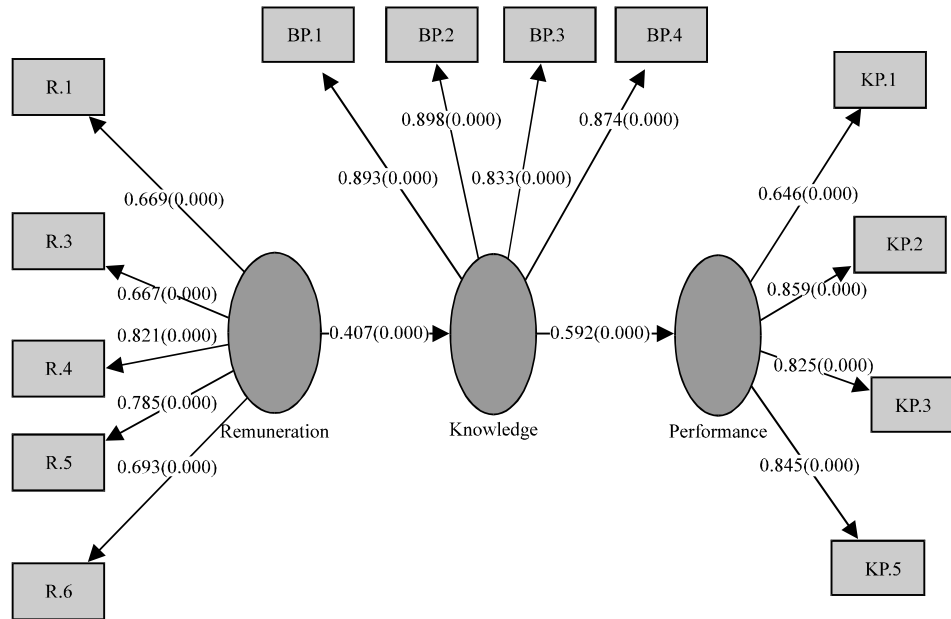 BP.1
BP.2
BP.3
BP.4
R.1
KP.1
0.898(0.000)
0.874(0.000)
0.893(0.000)
0.833(0.000)
0.669(0.000)
0.646(0.000)
R.3
KP.2
0.667(0.000)
0.859(0.000)
0.821(0.000)
0.407(0.000)
0.592(0.000)
R.4
0.825(0.000)
0.785(0.000)
KP.3
Remuneration
Knowledge
Performance
R.5
0.693(0.000)
0.845(0.000)
R.6
KP.5